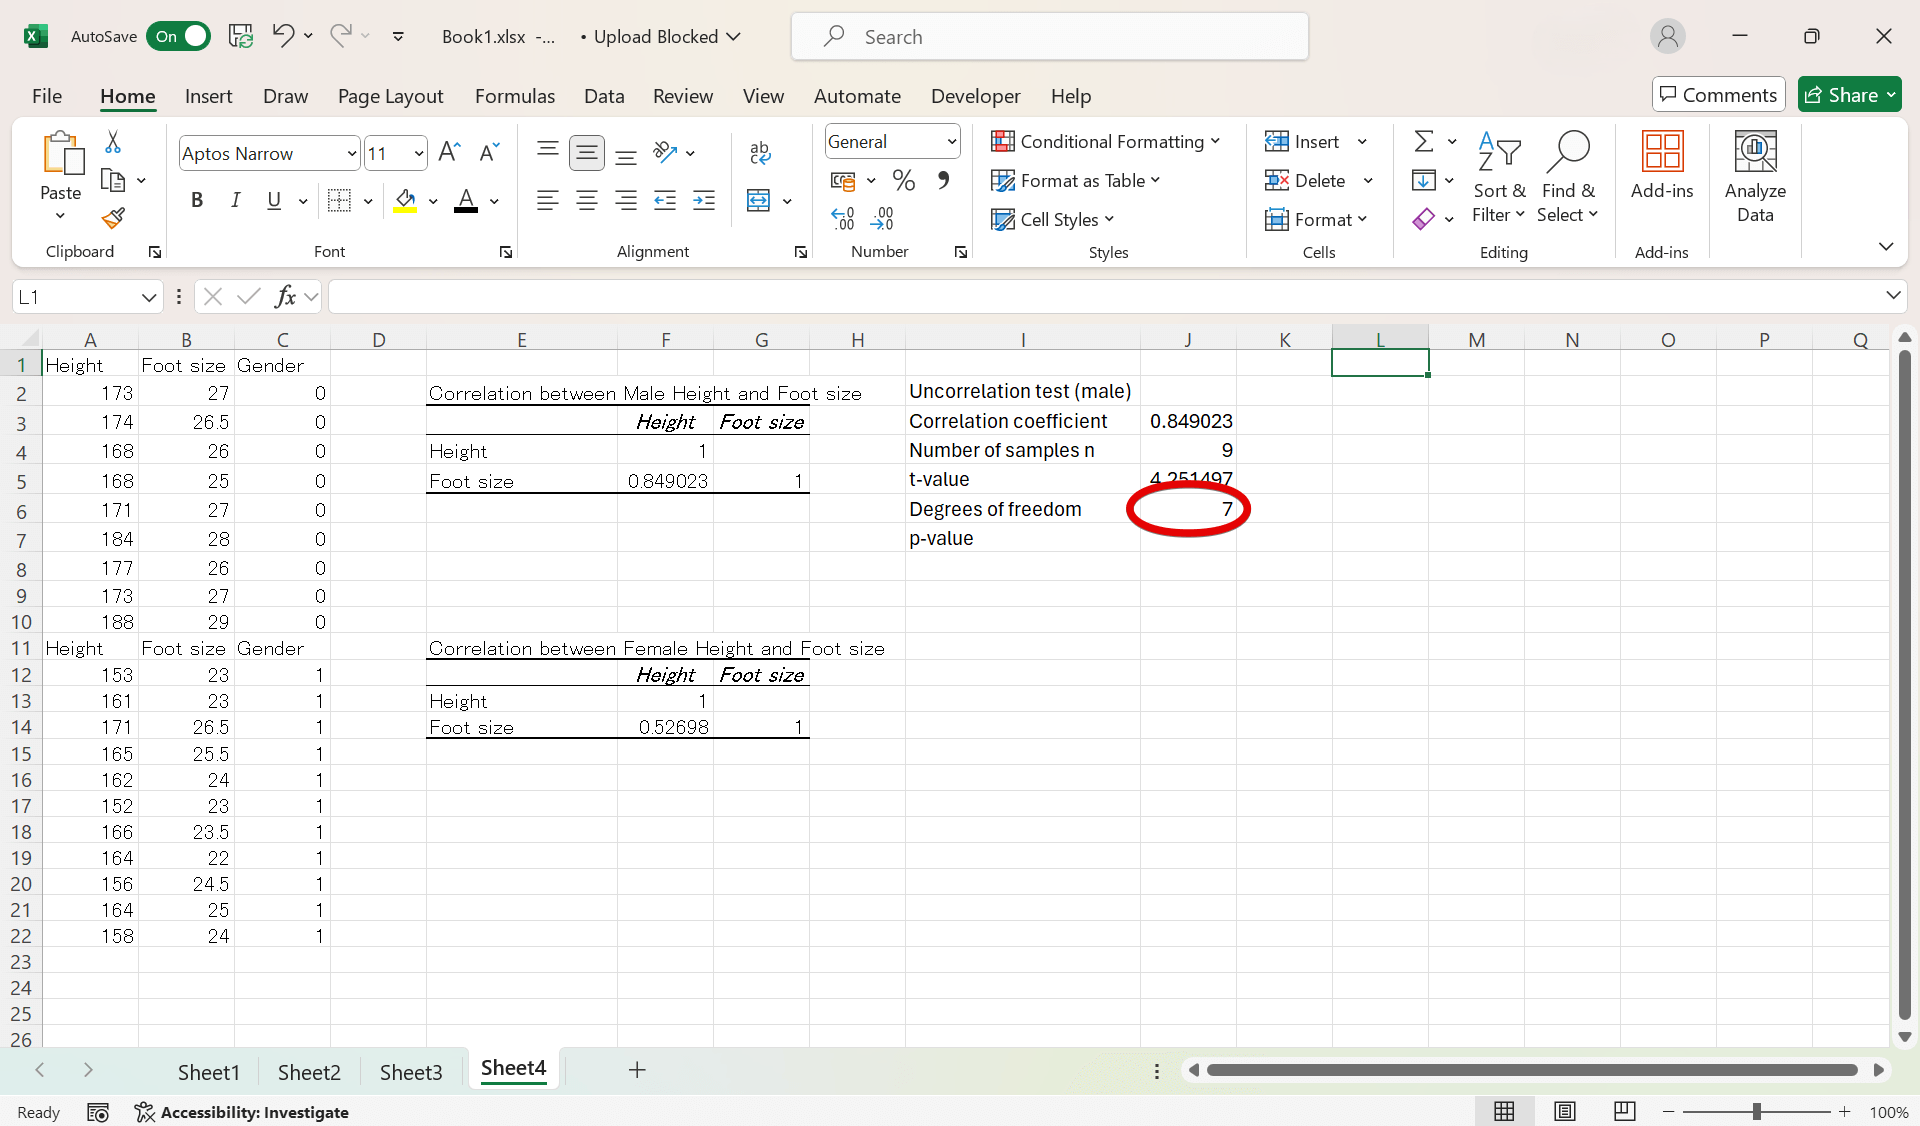 AutoSave On Book1.xlsx -... • Upload Blocked Search
File Home Insert Draw Page Layout Formulas Data Review View Automate Developer Help Comments Share
Paste
Clipboard
Aptos Narrow 11
B I U A
Font
ab
Alignment
General
% 
Number
Conditional Formatting
Format as Table
Cell Styles
Styles
Insert
Delete
Format
Cells
Sort & Filter
Find & Select
Editing
Add-ins
Add-ins
Analyze Data
L1 fx
A B C D E F G H I J K L M N O P Q
1 Height Foot size Gender
2 173 27 0 Correlation between Male Height and Foot size Uncorrelation test (male)
3 174 26.5 0 Height Foot size Correlation coefficient 0.849023
4 168 26 0 Height 1 Number of samples n 9
5 168 25 0 Foot size 0.849023 1 t-value 4.251497
6 171 27 0 Degrees of freedom 7
7 184 28 0 p-value
8 177 26 0
9 173 27 0
10 188 29 0
11 Height Foot size Gender Correlation between Female Height and Foot size
12 153 23 1 Height Foot size
13 161 23 1 Height 1
14 171 26.5 1 Foot size 0.52698 1
15 165 25.5 1
16 162 24 1
17 152 23 1
18 166 23.5 1
19 164 22 1
20 156 24.5 1
21 164 25 1
22 158 24 1
23
24
25
26
Sheet1 Sheet2 Sheet3 Sheet4 +
Ready Accessibility: Investigate 100%